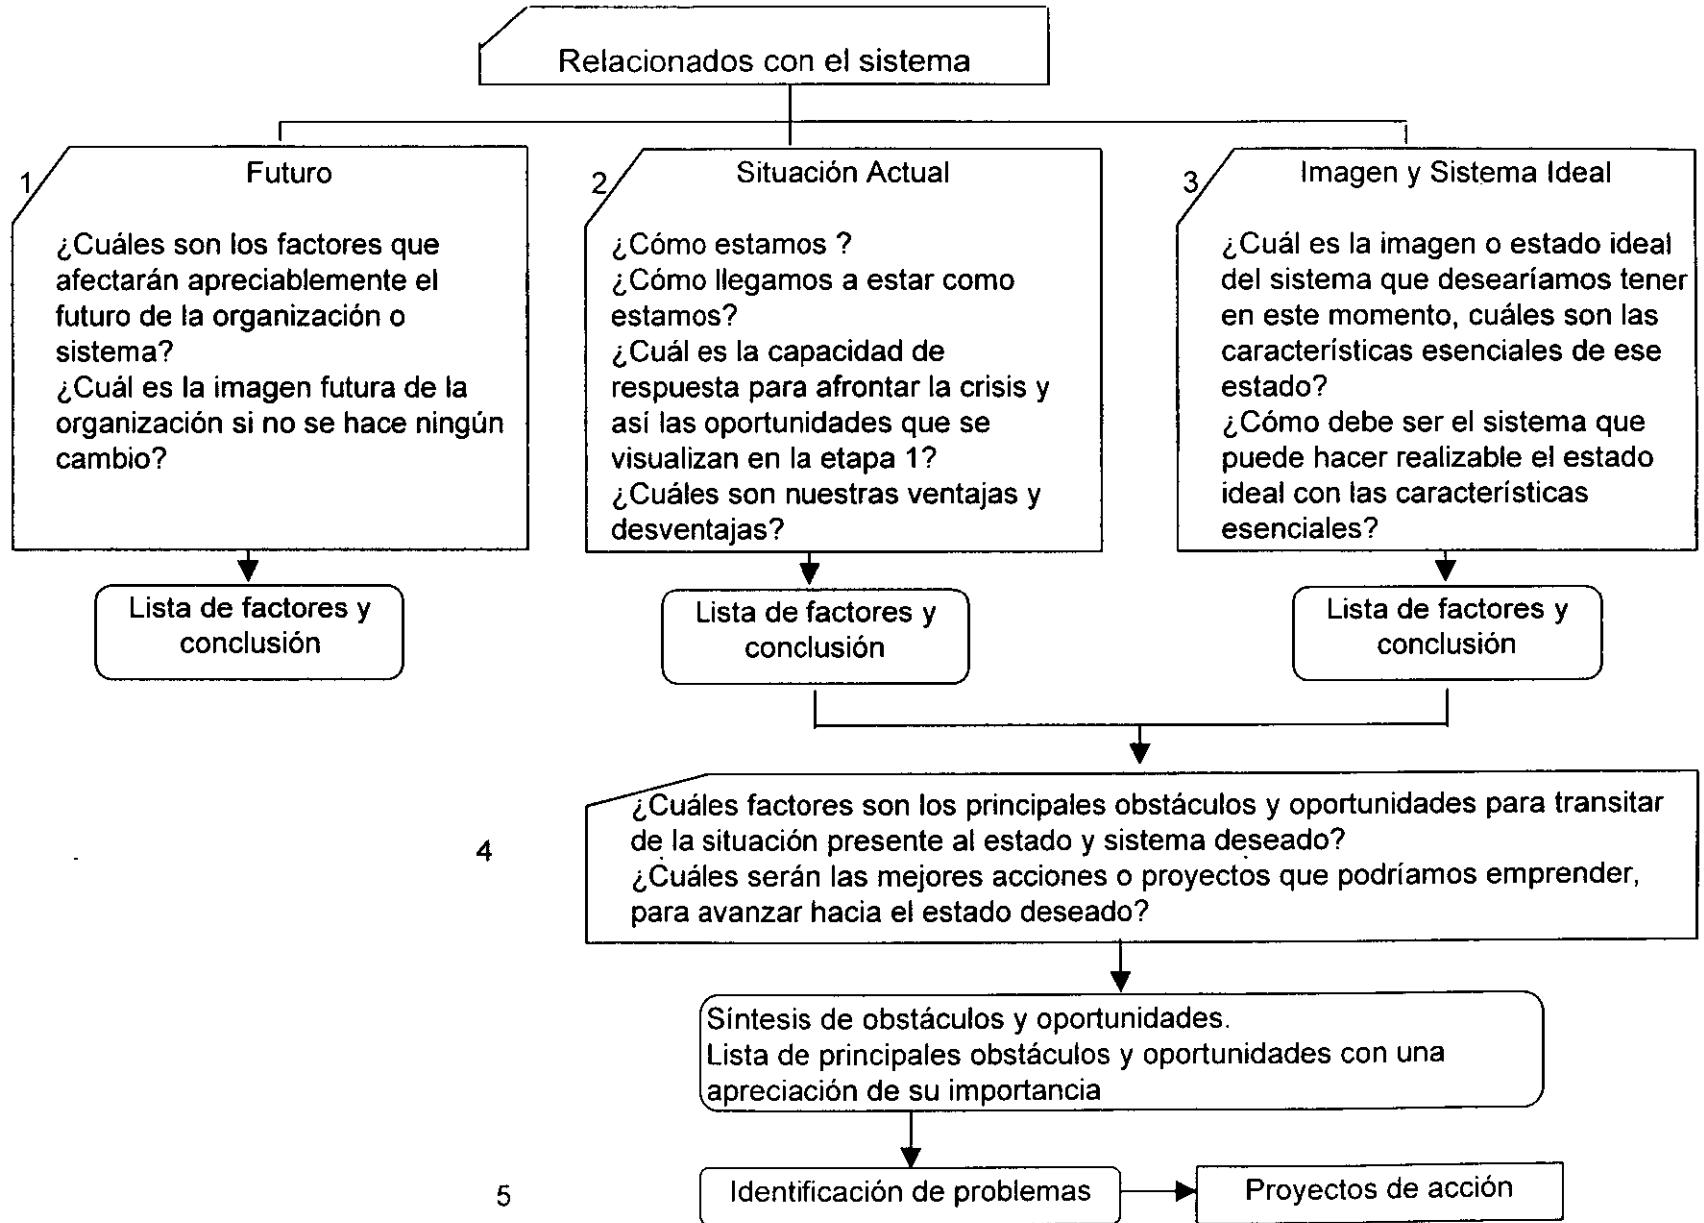 Relacionados con el sistema
1
Futuro
¿Cuáles son los factores que
afectarán apreciablemente el
futuro de la organización o
sistema?
¿Cuál es la imagen futura de la
organización si no se hace ningún
cambio?
2
Situación Actual
¿Cómo estamos ?
¿Cómo llegamos a estar como
estamos?
¿Cuál es la capacidad de
respuesta para afrontar la crisis y
así las oportunidades que se
visualizan en la etapa 1?
¿Cuáles son nuestras ventajas y
desventajas?
3
Imagen y Sistema Ideal
¿Cuál es la imagen o estado ideal
del sistema que desearíamos tener
en este momento, cuáles son las
características esenciales de ese
estado?
¿Cómo debe ser el sistema que
puede hacer realizable el estado
ideal con las características
esenciales?
Lista de factores y
conclusión
Lista de factores y
conclusión
Lista de factores y
conclusión
4
¿Cuáles factores son los principales obstáculos y oportunidades para transitar
de la situación presente al estado y sistema deseado?
¿Cuáles serán las mejores acciones o proyectos que podríamos emprender,
para avanzar hacia el estado deseado?
Síntesis de obstáculos y oportunidades.
Lista de principales obstáculos y oportunidades con una
apreciación de su importancia
5
Identificación de problemas
Proyectos de acción